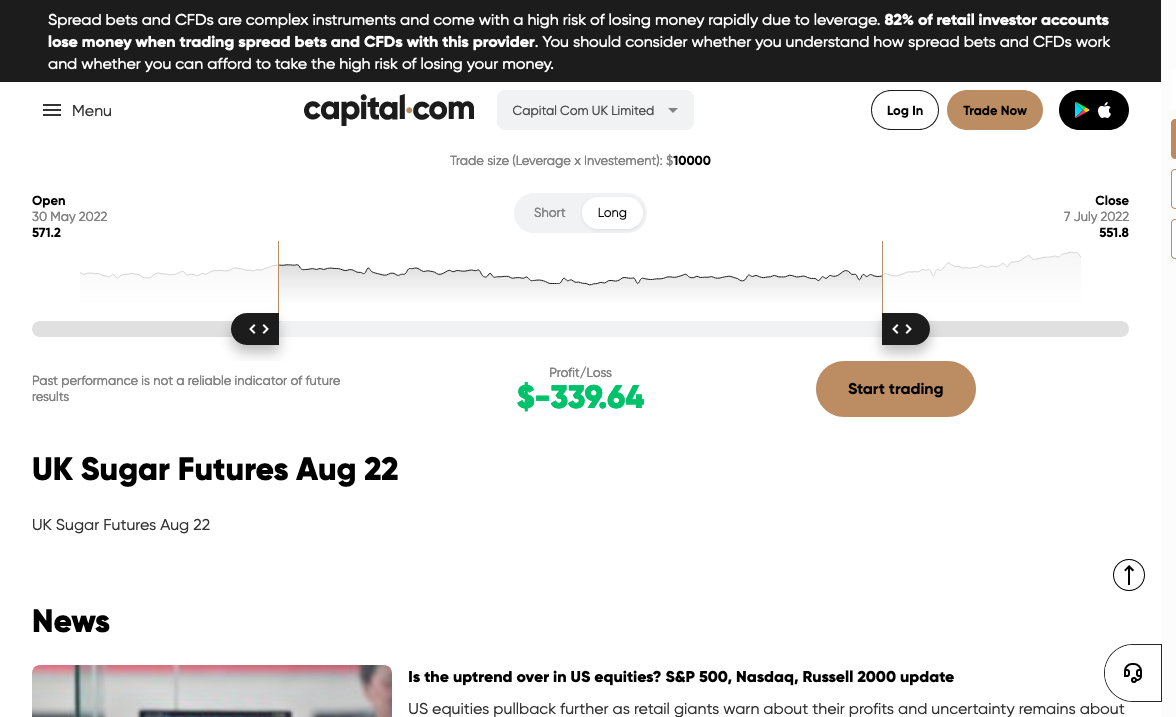 Spread bets and CFDs are complex instruments and come with a high risk of losing money rapidly due to leverage. 82% of retail investor accounts
lose money when trading spread bets and CFDs with this provider. You should consider whether you understand how spread bets and CFDs work
and whether you can afford to take the high risk of losing your money.
Menu
capital.com
Capital Com UK Limited
Log In
Trade Now
Trade size (Leverage x Investement): $10000
Open
30 May 2022
571.2
Short
Long
Close
7 July 2022
551.8
Past performance is not a reliable indicator of future
results
Profit/Loss
$-339.64
Start trading
UK Sugar Futures Aug 22
UK Sugar Futures Aug 22
News
Is the uptrend over in US equities? S&P 500, Nasdaq, Russell 2000 update
US equities pullback further as retail giants warn about their profits and uncertainty remains about